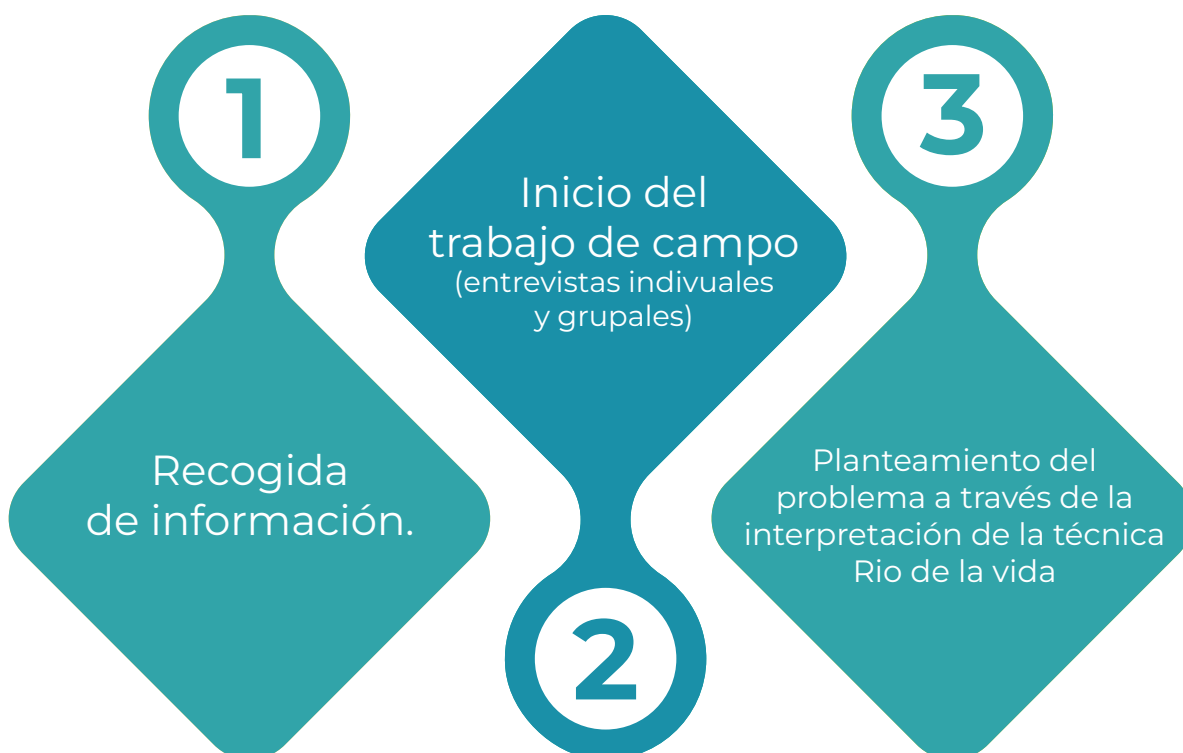 1
Recogida
de información.
Inicio del
trabajo de campo
(entrevistas indivuales
y grupales)
2
3
Planteamiento del
problema a través de la
interpretación de la técnica
Rio de la vida